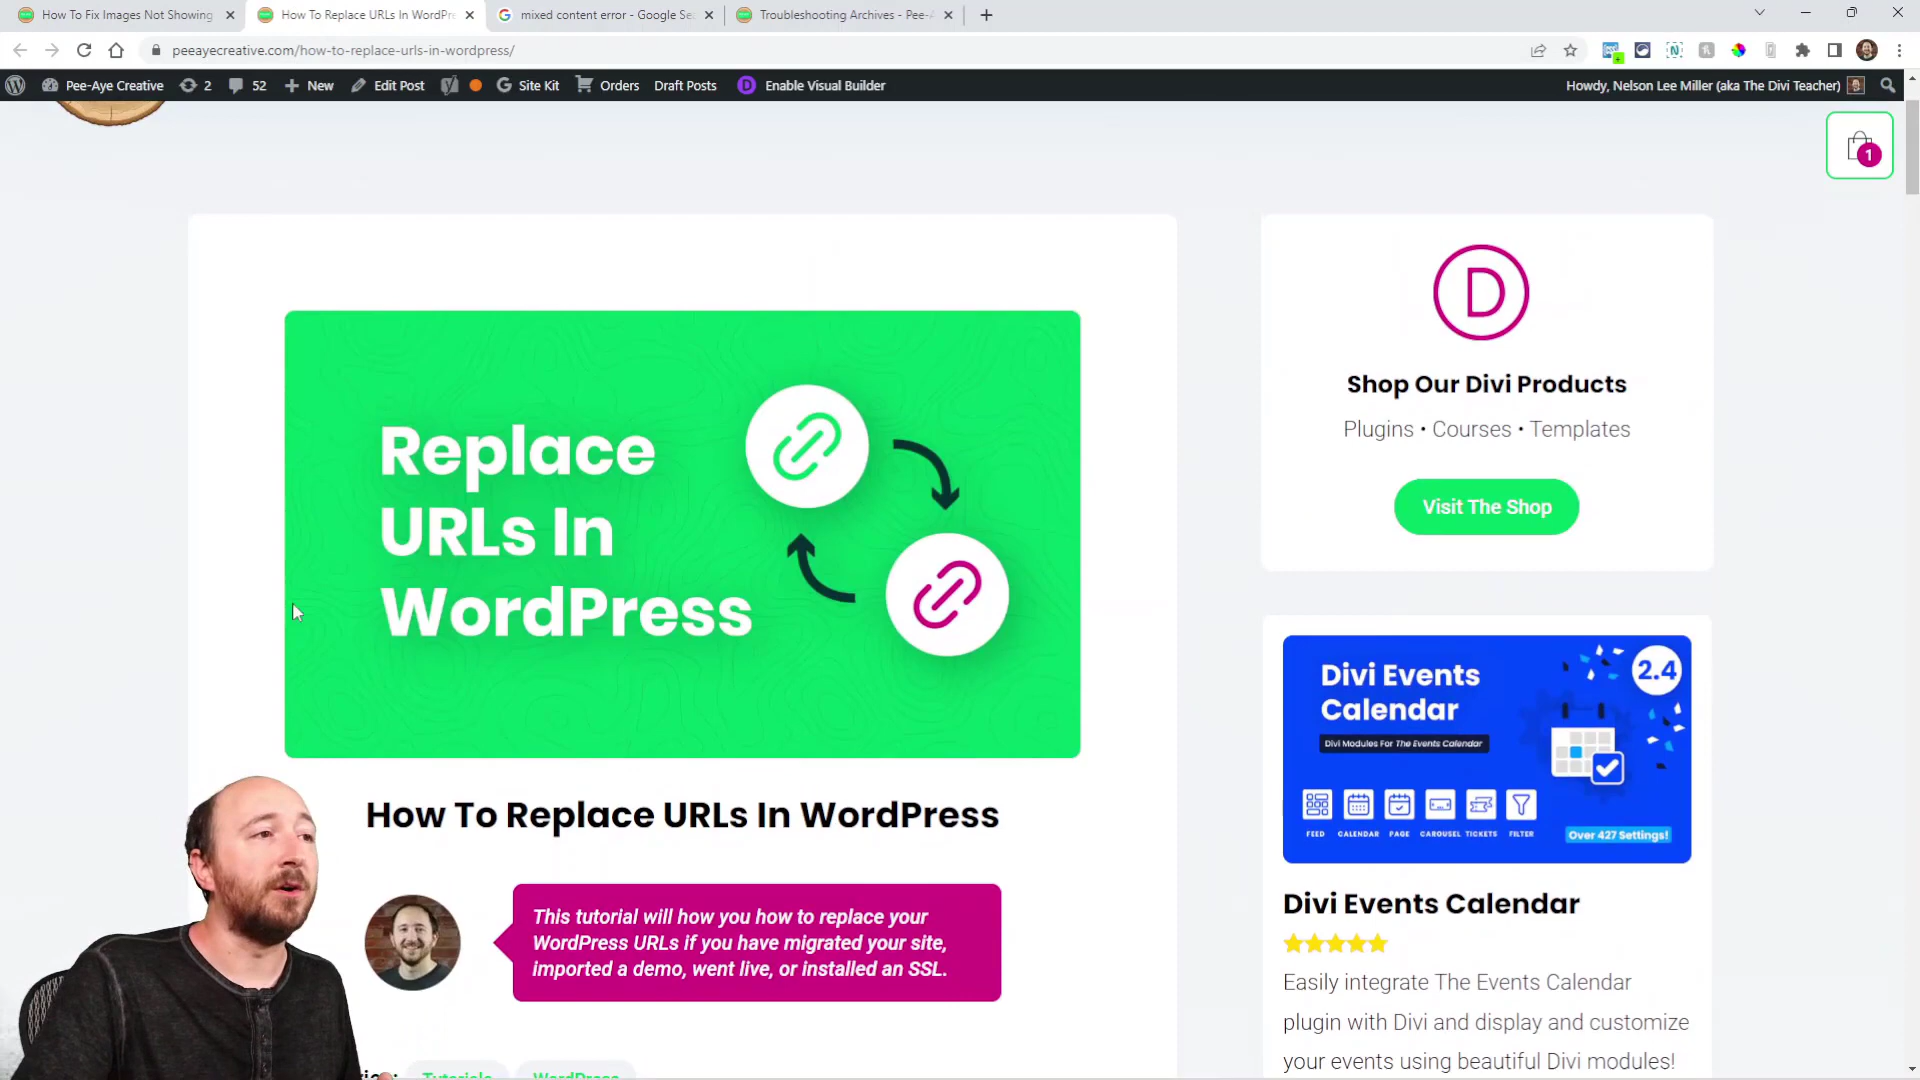 How To Fix Images Not Showing
How To Replace URLs In WordPre
mixed content error - Google Se
Troubleshooting Archives - Pee-A
peeayecreative.com/how-to-replace-urls-in-wordpress/
Pee-Aye Creative
2
52
New
Edit Post
Site Kit
Orders
Draft Posts
D
Enable Visual Builder
Howdy, Nelson Lee Miller (aka The Divi Teacher)
1
Replace
URLs In
WordPress
How To Replace URLs In WordPress
This tutorial will how you how to replace your
WordPress URLs if you have migrated your site,
imported a demo, went live, or installed an SSL.
Tutorials
WordPress
D
Shop Our Divi Products
Plugins • Courses • Templates
Visit The Shop
Divi Events
Calendar
2.4
Divi Modules For The Events Calendar
FEED
CALENDAR
PAGE
CAROUSEL
TICKETS
FILTER
Over 427 Settings!
Divi Events Calendar
Easily integrate The Events Calendar
plugin with Divi and display and customize
your events using beautiful Divi modules!